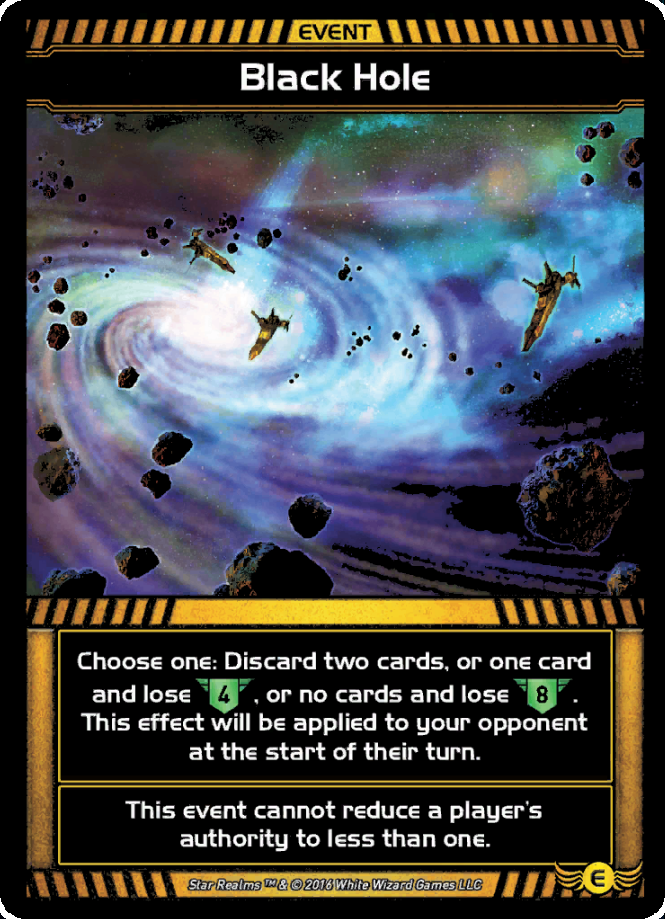 EVENT
Black Hole
Choose one: Discard two cards, or one card
and lose 4, or no cards and lose 8.
This effect will be applied to your opponent
at the start of their turn.
This event cannot reduce a player's
authority to less than one.
Star Realms ™ & © 2016 White Wizard Games LLC
E